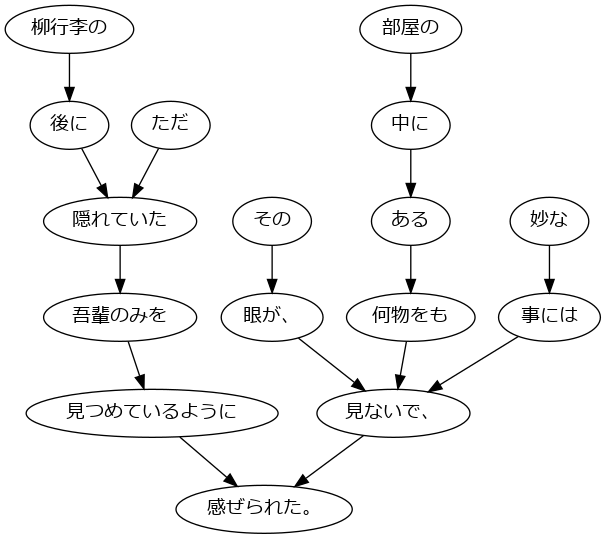 柳行李の
部屋の
後に
ただ
中に
隠れていた
その
ある
妙な
吾輩のみを
眼が、
何物をも
事には
見つめているように
見ないで、
感ぜられた。